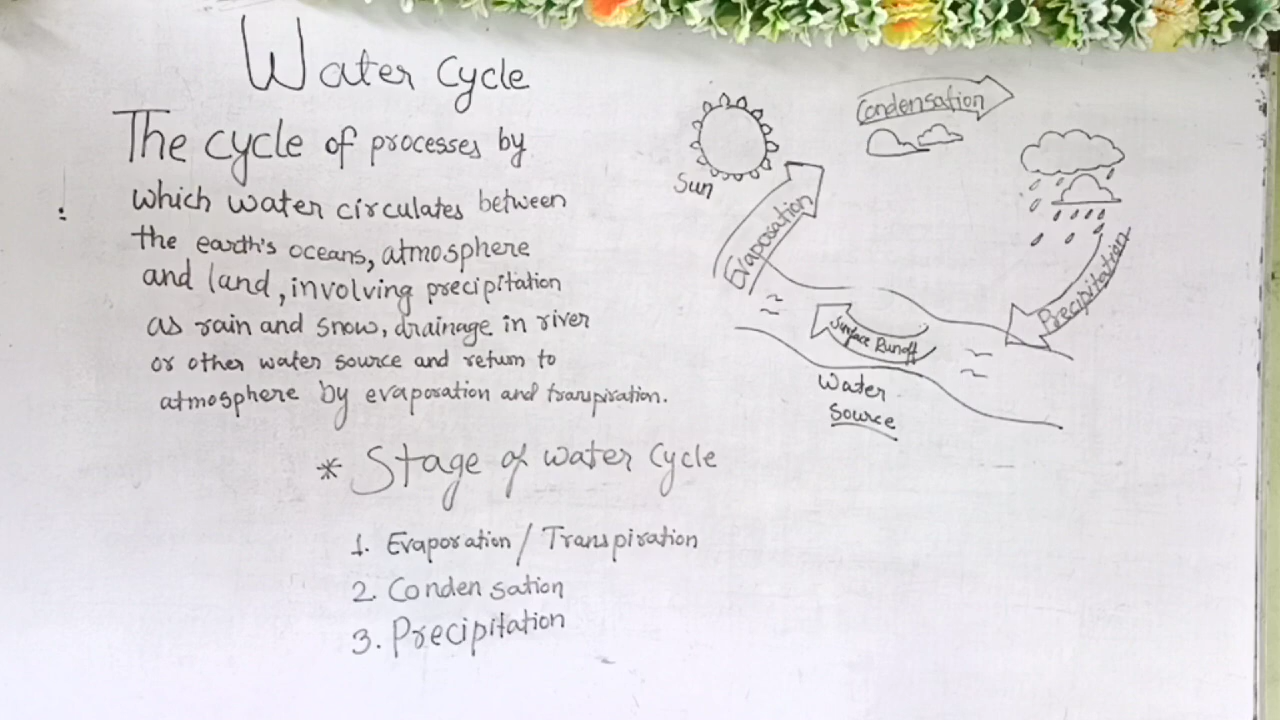 Water Cycle
The cycle of processes by
which water circulates between
the earth's oceans, atmosphere
and land, involving precipitation
as rain and snow, drainage in river
or other water source and return to
atmosphere by evaporation and transpiration.
* Stage of water Cycle
1. Evaporation / Transpiration
2. Condensation
3. Precipitation
Sun
Condensation
Evaporation
Precipitation
Surface Runoff
Water
Source